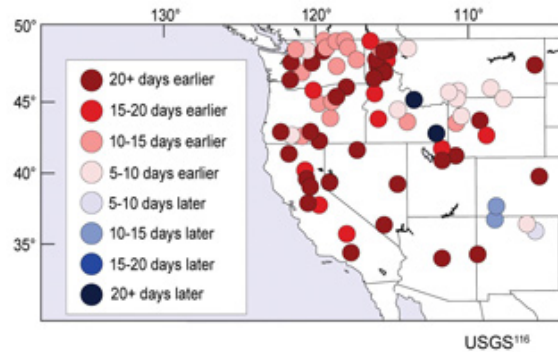 130° 120° 110°
50°
45°
40°
35°
20+ days earlier
15-20 days earlier
10-15 days earlier
5-10 days earlier
5-10 days later
10-15 days later
15-20 days later
20+ days later
USGS¹¹⁶